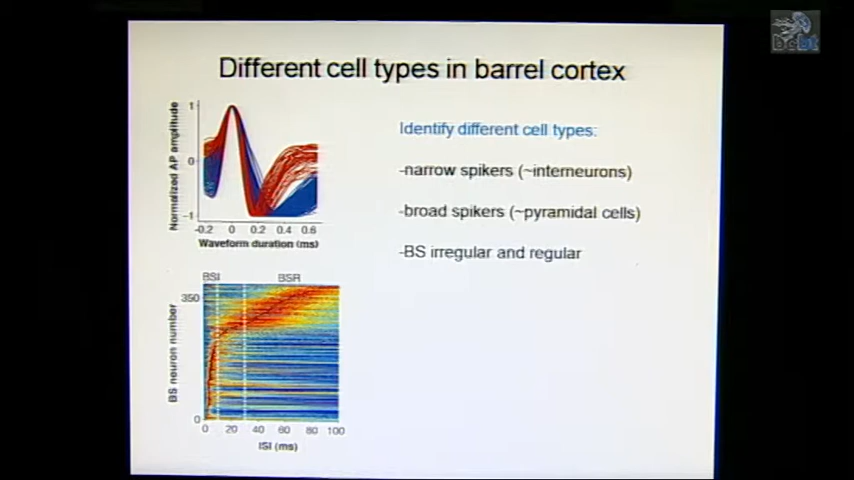 bcbt
Different cell types in barrel cortex
Normalized AP amplitude
1
0
-1
-0.2 0 0.2 0.4 0.6
Waveform duration (ms)
Identify different cell types:
-narrow spikers (~interneurons)
-broad spikers (~pyramidal cells)
-BS irregular and regular
BSI BSR
BS neuron number
350
0
0 20 40 60 80 100
ISI (ms)